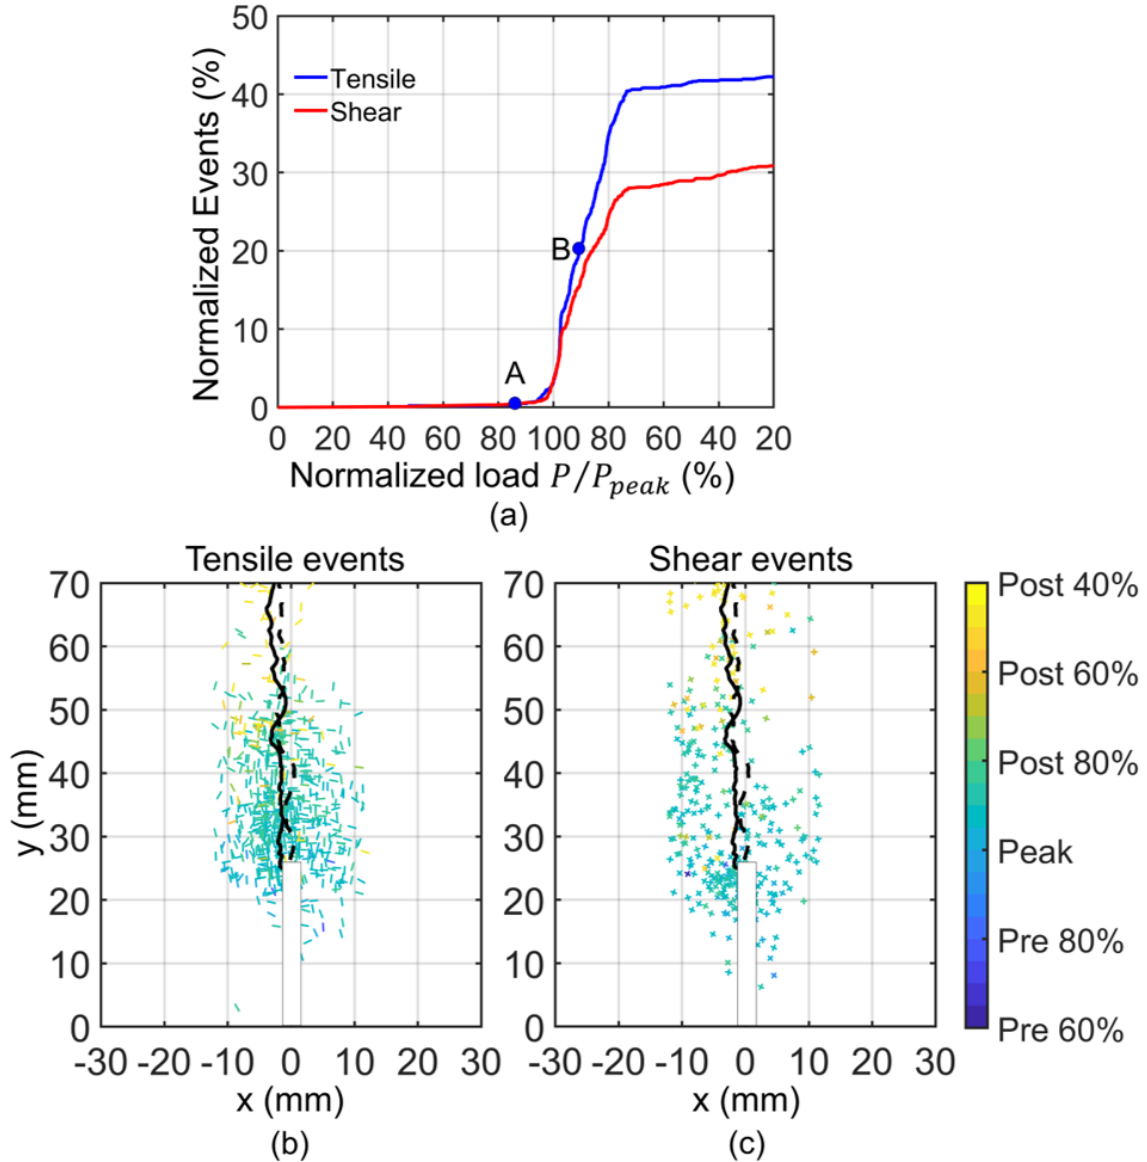 50
40
30
20
10
0
Normalized Events (%)
Tensile
Shear
A
B
0 20 40 60 80 100 80 60 40 20
Normalized load P/P_peak (%)
(a)
Tensile events
Shear events
70
60
50
40
30
20
10
0
y (mm)
-30 -20 -10 0 10 20 30
x (mm)
(b)
70
60
50
40
30
20
10
0
-30 -20 -10 0 10 20 30
x (mm)
(c)
Post 40%
Post 60%
Post 80%
Peak
Pre 80%
Pre 60%